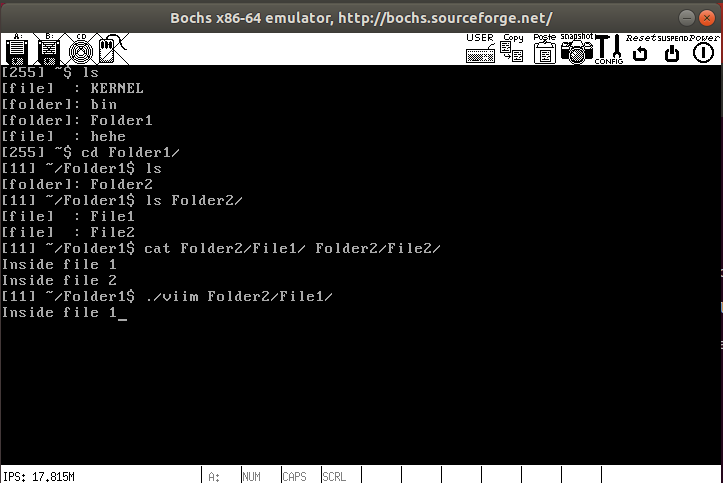 Bochs x86-64 emulator, http://bochs.sourceforge.net/
A: B: CD USER Copy Paste snapshot CONFIG Reset SUSPEND Power
[255] ~$ ls
[file]  : KERNEL
[folder]: bin
[folder]: Folder1
[file]  : hehe
[255] ~$ cd Folder1/
[11] ~/Folder1$ ls
[folder]: Folder2
[11] ~/Folder1$ ls Folder2/
[file]  : File1
[file]  : File2
[11] ~/Folder1$ cat Folder2/File1/ Folder2/File2/
Inside file 1
Inside file 2
[11] ~/Folder1$ ./viim Folder2/File1/
Inside file 1_
IPS: 17.815M A: NUM CAPS SCRL